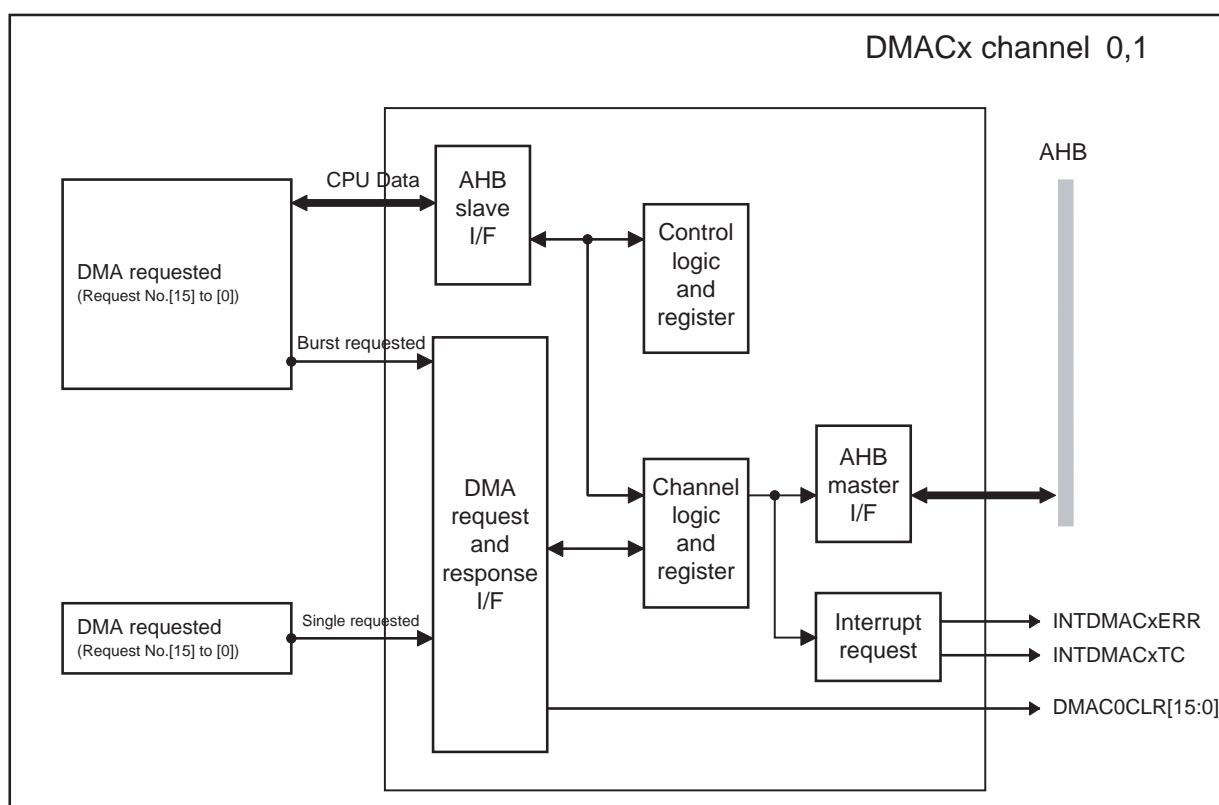 DMACx channel 0,1
AHB
CPU Data
AHB
slave
I/F
Control
logic
and
register
DMA requested
(Request No.[15] to [0])
Burst requested
DMA
request
and
response
I/F
Channel
logic
and
register
AHB
master
I/F
DMA requested
(Request No.[15] to [0])
Single requested
Interrupt
request
INTDMACxERR
INTDMACxTC
DMAC0CLR[15:0]